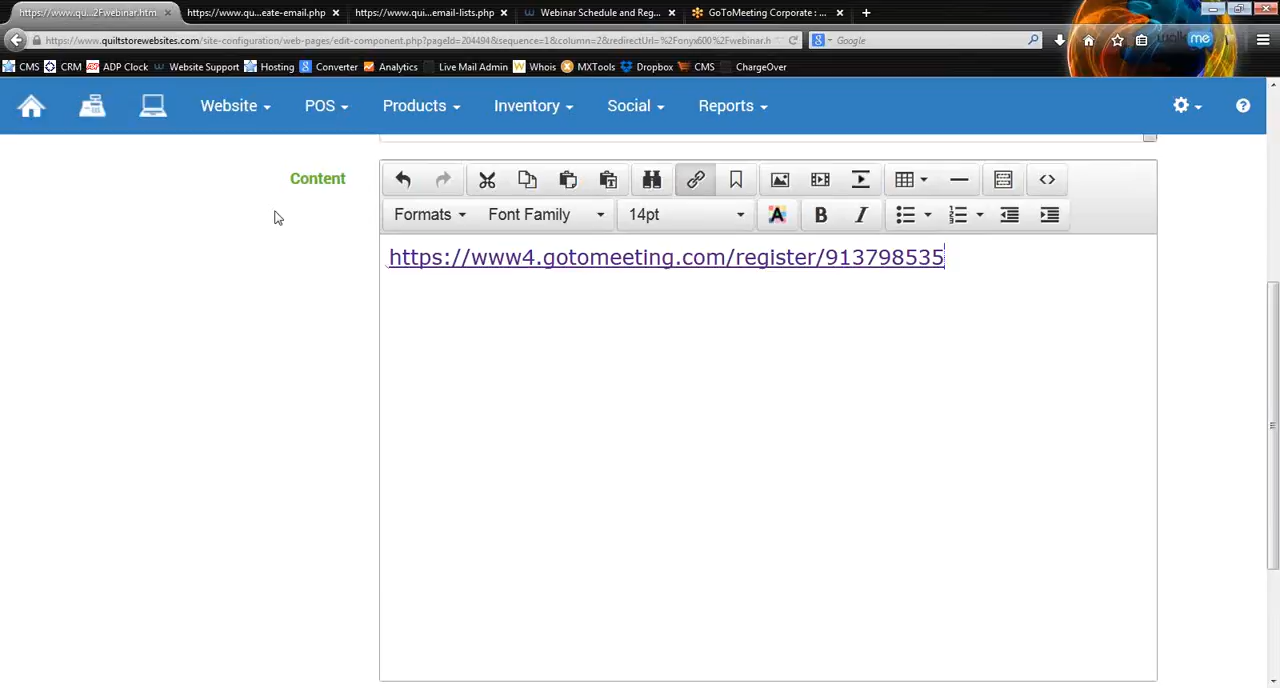 https://www.qu...2Fwebinar.htm × https://www.qui...eate-email.php × https://www.qui...email-lists.php × Webinar Schedule and Reg... × GoToMeeting Corporate : ... × +
https://www.quiltstorewebsites.com/site-configuration/web-pages/edit-component.php?pageId=204494&sequence=1&column=2&redirectUrl=%2Fonyx600%2Fwebinar.h Google me
CMS CRM ADP Clock Website Support Hosting Converter Analytics Live Mail Admin Whois MXTools Dropbox CMS ChargeOver
Website POS Products Inventory Social Reports
Content
Formats Font Family 14pt A B I
https://www4.gotomeeting.com/register/913798535